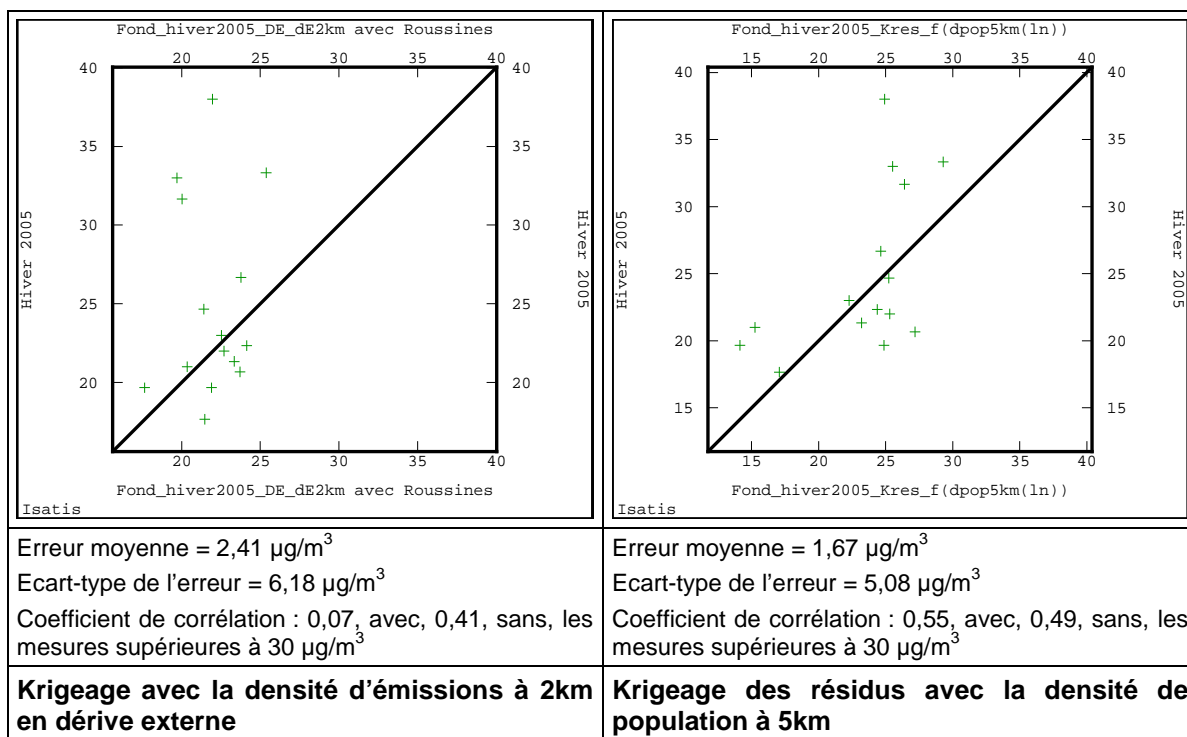 Fond_hiver2005_DE_dE2km avec Roussines
20 25 30 35 40
40 40
35 35
30 30
25 25
20 20
Hiver 2005
Hiver 2005
20 25 30 35 40
Fond_hiver2005_DE_dE2km avec Roussines
Isatis
Fond_hiver2005_Kres_f(dpop5km(ln))
15 20 25 30 35 40
40 40
35 35
30 30
25 25
20 20
15 15
Hiver 2005
Hiver 2005
15 20 25 30 35 40
Fond_hiver2005_Kres_f(dpop5km(ln))
Isatis
Erreur moyenne = 2,41 µg/m³
Ecart-type de l’erreur = 6,18 µg/m³
Coefficient de corrélation : 0,07, avec, 0,41, sans, les
mesures supérieures à 30 µg/m³
Erreur moyenne = 1,67 µg/m³
Ecart-type de l’erreur = 5,08 µg/m³
Coefficient de corrélation : 0,55, avec, 0,49, sans, les
mesures supérieures à 30 µg/m³
Krigeage avec la densité d’émissions à 2km
en dérive externe
Krigeage des résidus avec la densité de
population à 5km